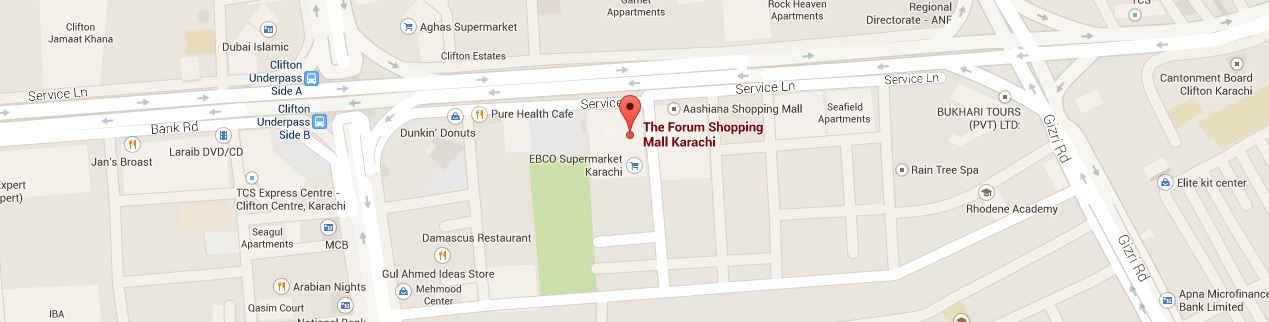 Garnet
Appartments
Rock Heaven
Apartments
Regional
Directorate - ANF
TCS
Clifton
Jamaat Khana
Aghas Supermarket
Dubai Islamic
Clifton Estates
Clifton
Underpass
Side A
Service Ln
Service Ln
Service Ln
Cantonment Board
Clifton Karachi
Service
Clifton
Underpass
Side B
Bank Rd
Pure Health Cafe
Dunkin' Donuts
Aashiana Shopping Mall
Seafield
Apartments
BUKHARI TOURS
(PVT) LTD:
The Forum Shopping
Mall Karachi
Gizri Rd
Jan's Broast
Laraib DVD/CD
EBCO Supermarket
Karachi
Rain Tree Spa
Elite kit center
Expert
pert)
TCS Express Centre -
Clifton Centre, Karachi
Rhodene Academy
Seagul
Apartments
MCB
Damascus Restaurant
Gizri Rd
Gul Ahmed Ideas Store
Arabian Nights
Mehmood
Center
Apna Microfinance
Bank Limited
Qasim Court
IBA
National Bank